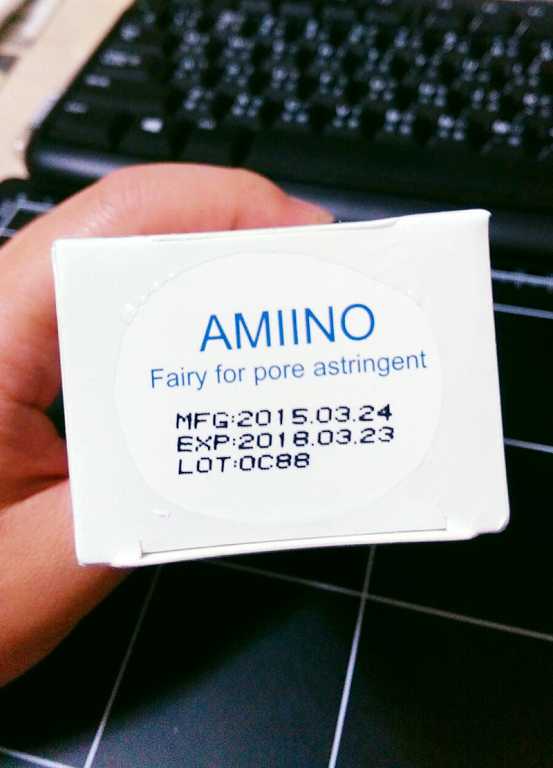 AMIINO
Fairy for pore astringent
MFG:2015.03.24
EXP:2018.03.23
LOT:0C88